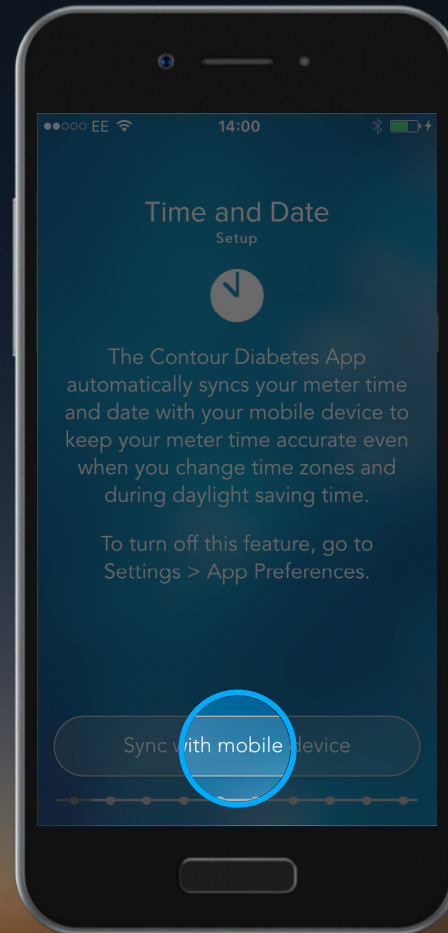 EE 14:00
Time and Date
Setup
The Contour Diabetes App
automatically syncs your meter time
and date with your mobile device to
keep your meter time accurate even
when you change time zones and
during daylight saving time.
To turn off this feature, go to
Settings > App Preferences.
Sync with mobile device